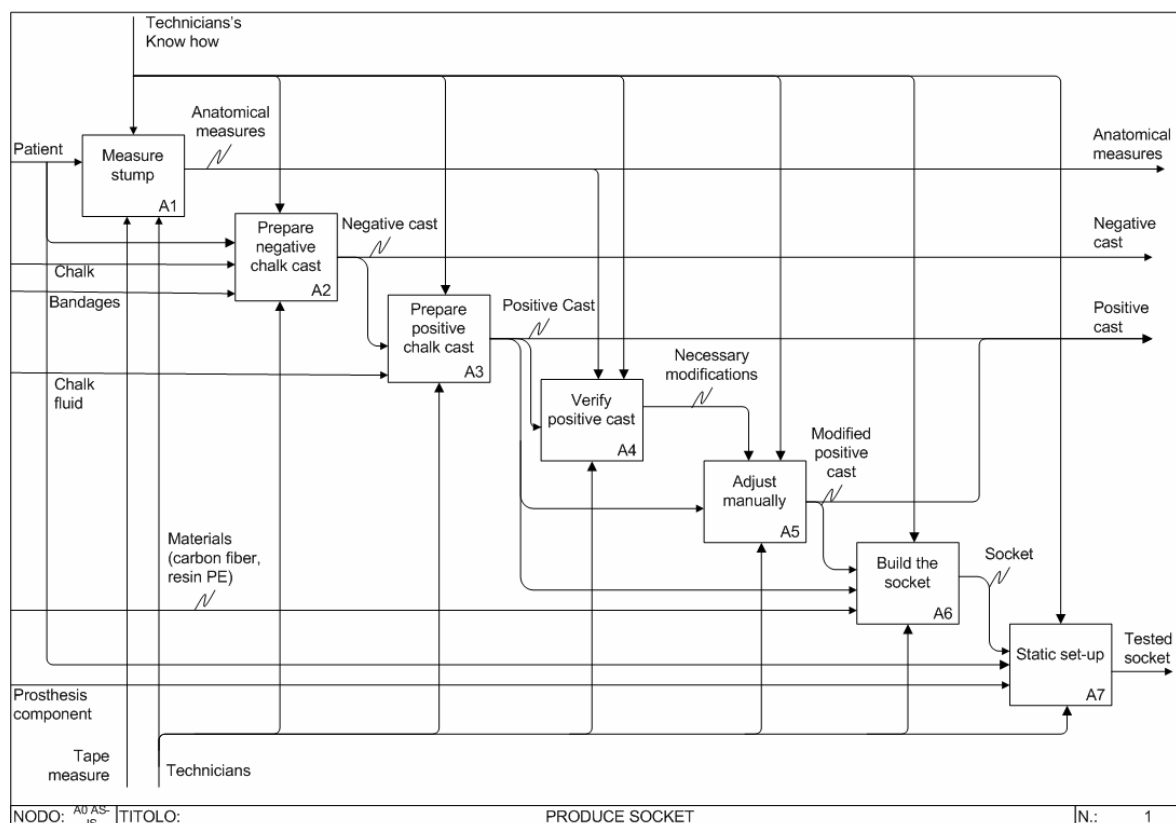 Technicians's
Know how
Anatomical
measures
Anatomical
measures
Patient
Measure
stump
A1
Prepare
negative
chalk cast
A2
Negative cast
Negative
cast
Chalk
Bandages
Prepare
positive
chalk cast
A3
Positive Cast
Positive
cast
Chalk
fluid
Necessary
modifications
Verify
positive cast
A4
Modified
positive
cast
Adjust
manually
A5
Materials
(carbon fiber,
resin PE)
Build the
socket
A6
Socket
Static set-up
A7
Tested
socket
Prosthesis
component
Tape
measure
Technicians
NODO: A0 AS-
IS
TITOLO: PRODUCE SOCKET N.: 1